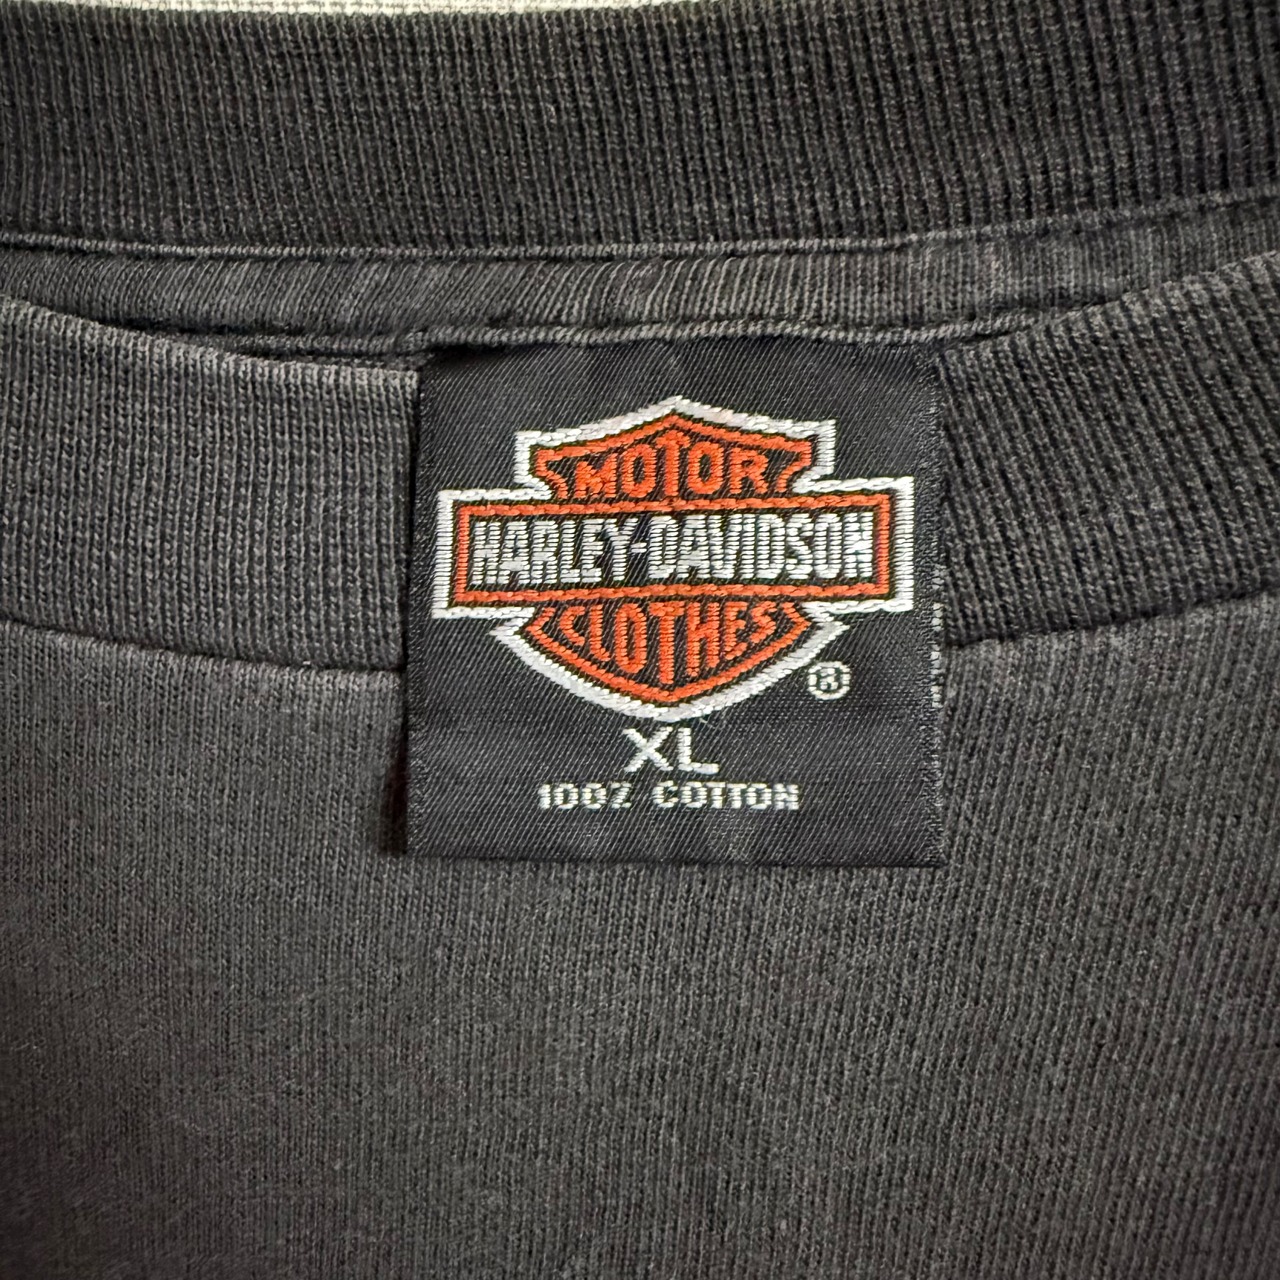 MOTOR
HARLEY-DAVIDSON
CLOTHES
®
XL
100% COTTON